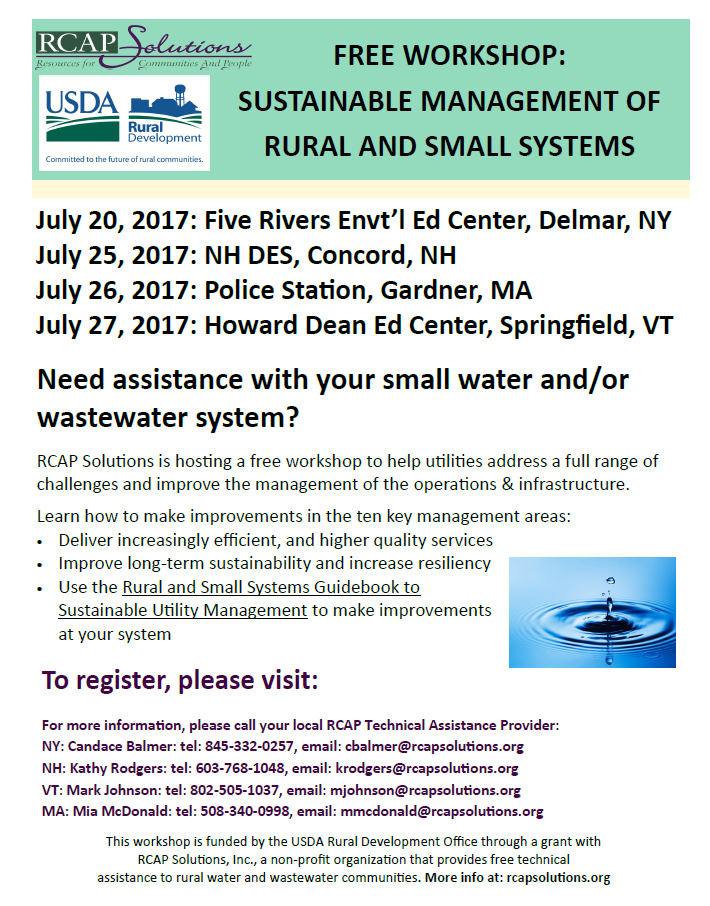 RCAP Solutions
Resources for Communities And People
USDA
Rural
Development
Committed to the future of rural communities.
FREE WORKSHOP:
SUSTAINABLE MANAGEMENT OF
RURAL AND SMALL SYSTEMS
July 20, 2017: Five Rivers Envt’l Ed Center, Delmar, NY
July 25, 2017: NH DES, Concord, NH
July 26, 2017: Police Station, Gardner, MA
July 27, 2017: Howard Dean Ed Center, Springfield, VT
Need assistance with your small water and/or
wastewater system?
RCAP Solutions is hosting a free workshop to help utilities address a full range of
challenges and improve the management of the operations & infrastructure.
Learn how to make improvements in the ten key management areas:
• Deliver increasingly efficient, and higher quality services
• Improve long-term sustainability and increase resiliency
• Use the Rural and Small Systems Guidebook to
Sustainable Utility Management to make improvements
at your system
To register, please visit:
For more information, please call your local RCAP Technical Assistance Provider:
NY: Candace Balmer: tel: 845-332-0257, email: cbalmer@rcapsolutions.org
NH: Kathy Rodgers: tel: 603-768-1048, email: krodgers@rcapsolutions.org
VT: Mark Johnson: tel: 802-505-1037, email: mjohnson@rcapsolutions.org
MA: Mia McDonald: tel: 508-340-0998, email: mmcdonald@rcapsolutions.org
This workshop is funded by the USDA Rural Development Office through a grant with
RCAP Solutions, Inc., a non-profit organization that provides free technical
assistance to rural water and wastewater communities. More info at: rcapsolutions.org